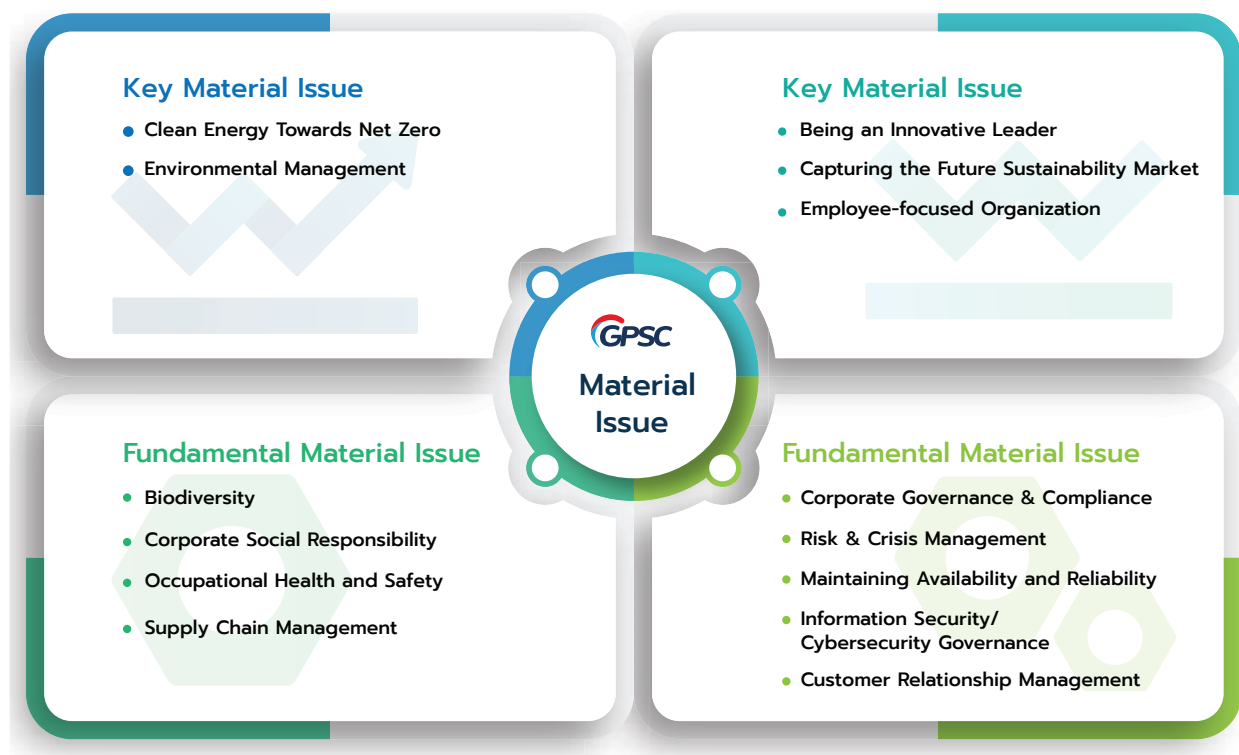 Key Material Issue
Clean Energy Towards Net Zero
Environmental Management
Key Material Issue
Being an Innovative Leader
Capturing the Future Sustainability Market
Employee-focused Organization
GPSC
Material
Issue
Fundamental Material Issue
Biodiversity
Corporate Social Responsibility
Occupational Health and Safety
Supply Chain Management
Fundamental Material Issue
Corporate Governance & Compliance
Risk & Crisis Management
Maintaining Availability and Reliability
Information Security/
Cybersecurity Governance
Customer Relationship Management